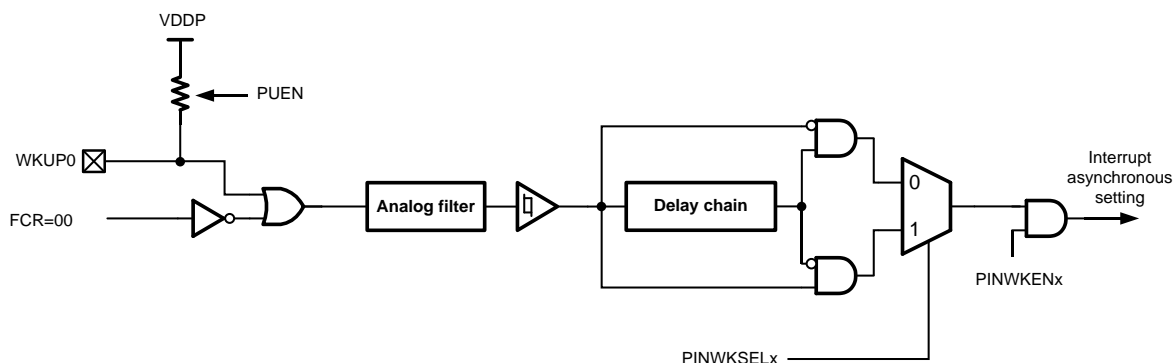 VDDP
PUEN
WKUP0
FCR=00
Analog filter
Delay chain
0
1
Interrupt
asynchronous
setting
PINWKENx
PINWKSELx